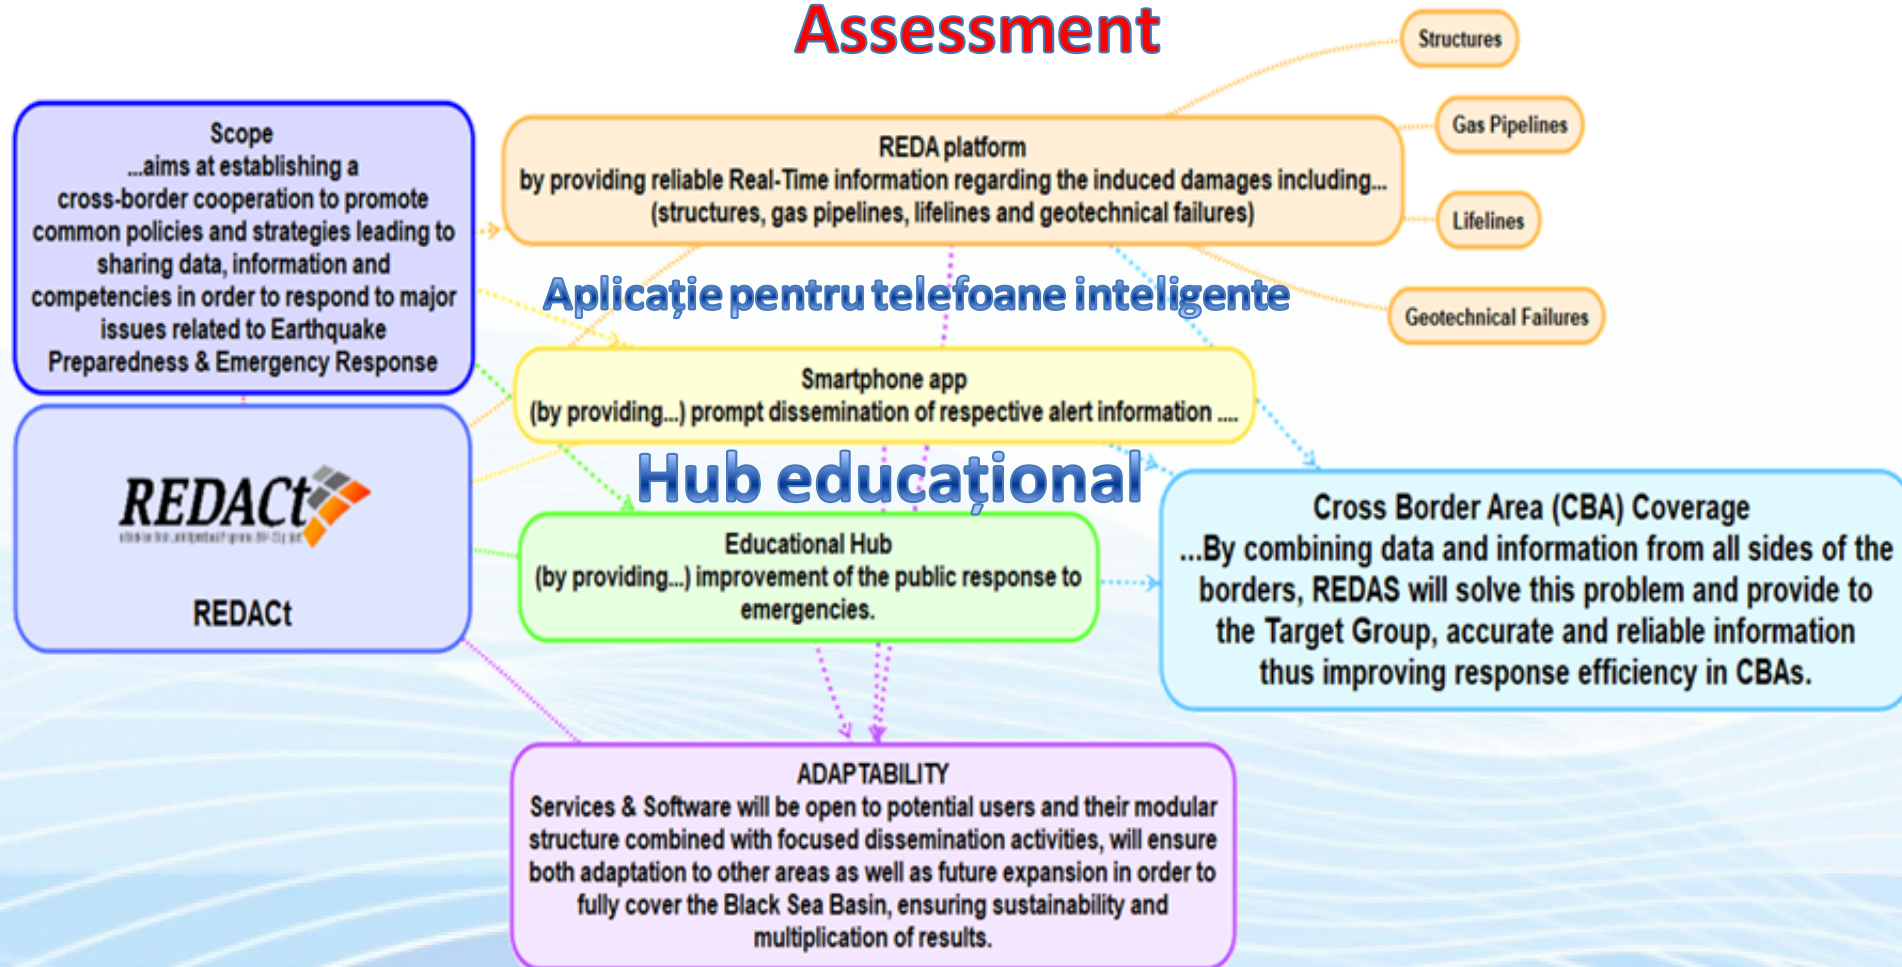 Assessment
Structures
Gas Pipelines
Lifelines
Geotechnical Failures
Scope
...aims at establishing a
cross-border cooperation to promote
common policies and strategies leading to
sharing data, information and
competencies in order to respond to major
issues related to Earthquake
Preparedness & Emergency Response
REDA platform
by providing reliable Real-Time information regarding the induced damages including...
(structures, gas pipelines, lifelines and geotechnical failures)
Aplicație pentru telefoane inteligente
Smartphone app
(by providing...) prompt dissemination of respective alert information ....
REDACt
REDACt
Hub educațional
Educational Hub
(by providing...) improvement of the public response to
emergencies.
Cross Border Area (CBA) Coverage
...By combining data and information from all sides of the
borders, REDAS will solve this problem and provide to
the Target Group, accurate and reliable information
thus improving response efficiency in CBAs.
ADAPTABILITY
Services & Software will be open to potential users and their modular
structure combined with focused dissemination activities, will ensure
both adaptation to other areas as well as future expansion in order to
fully cover the Black Sea Basin, ensuring sustainability and
multiplication of results.